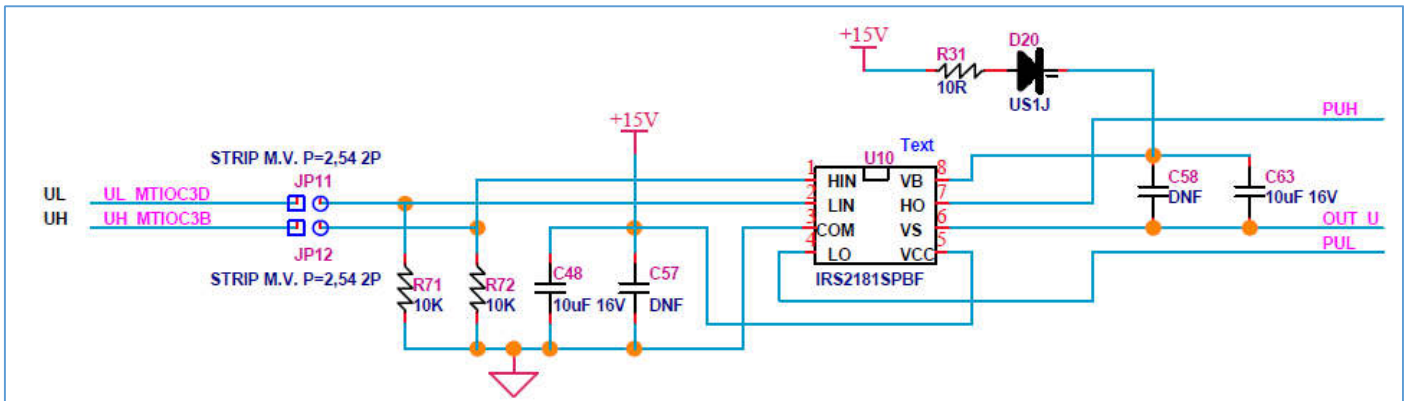 +15V
D20
R31
10R
US1J
PUH
+15V
Text
U10
STRIP M.V. P=2,54 2P
JP11
UL
UL_MTIOC3D
UH
UH_MTIOC3B
JP12
STRIP M.V. P=2,54 2P
1
HIN
VB
8
2
LIN
HO
7
3
COM
VS
6
4
LO
VCC
5
IRS2181SPBF
C58
DNF
C63
10uF 16V
OUT_U
PUL
R71
10K
R72
10K
C48
10uF 16V
C57
DNF